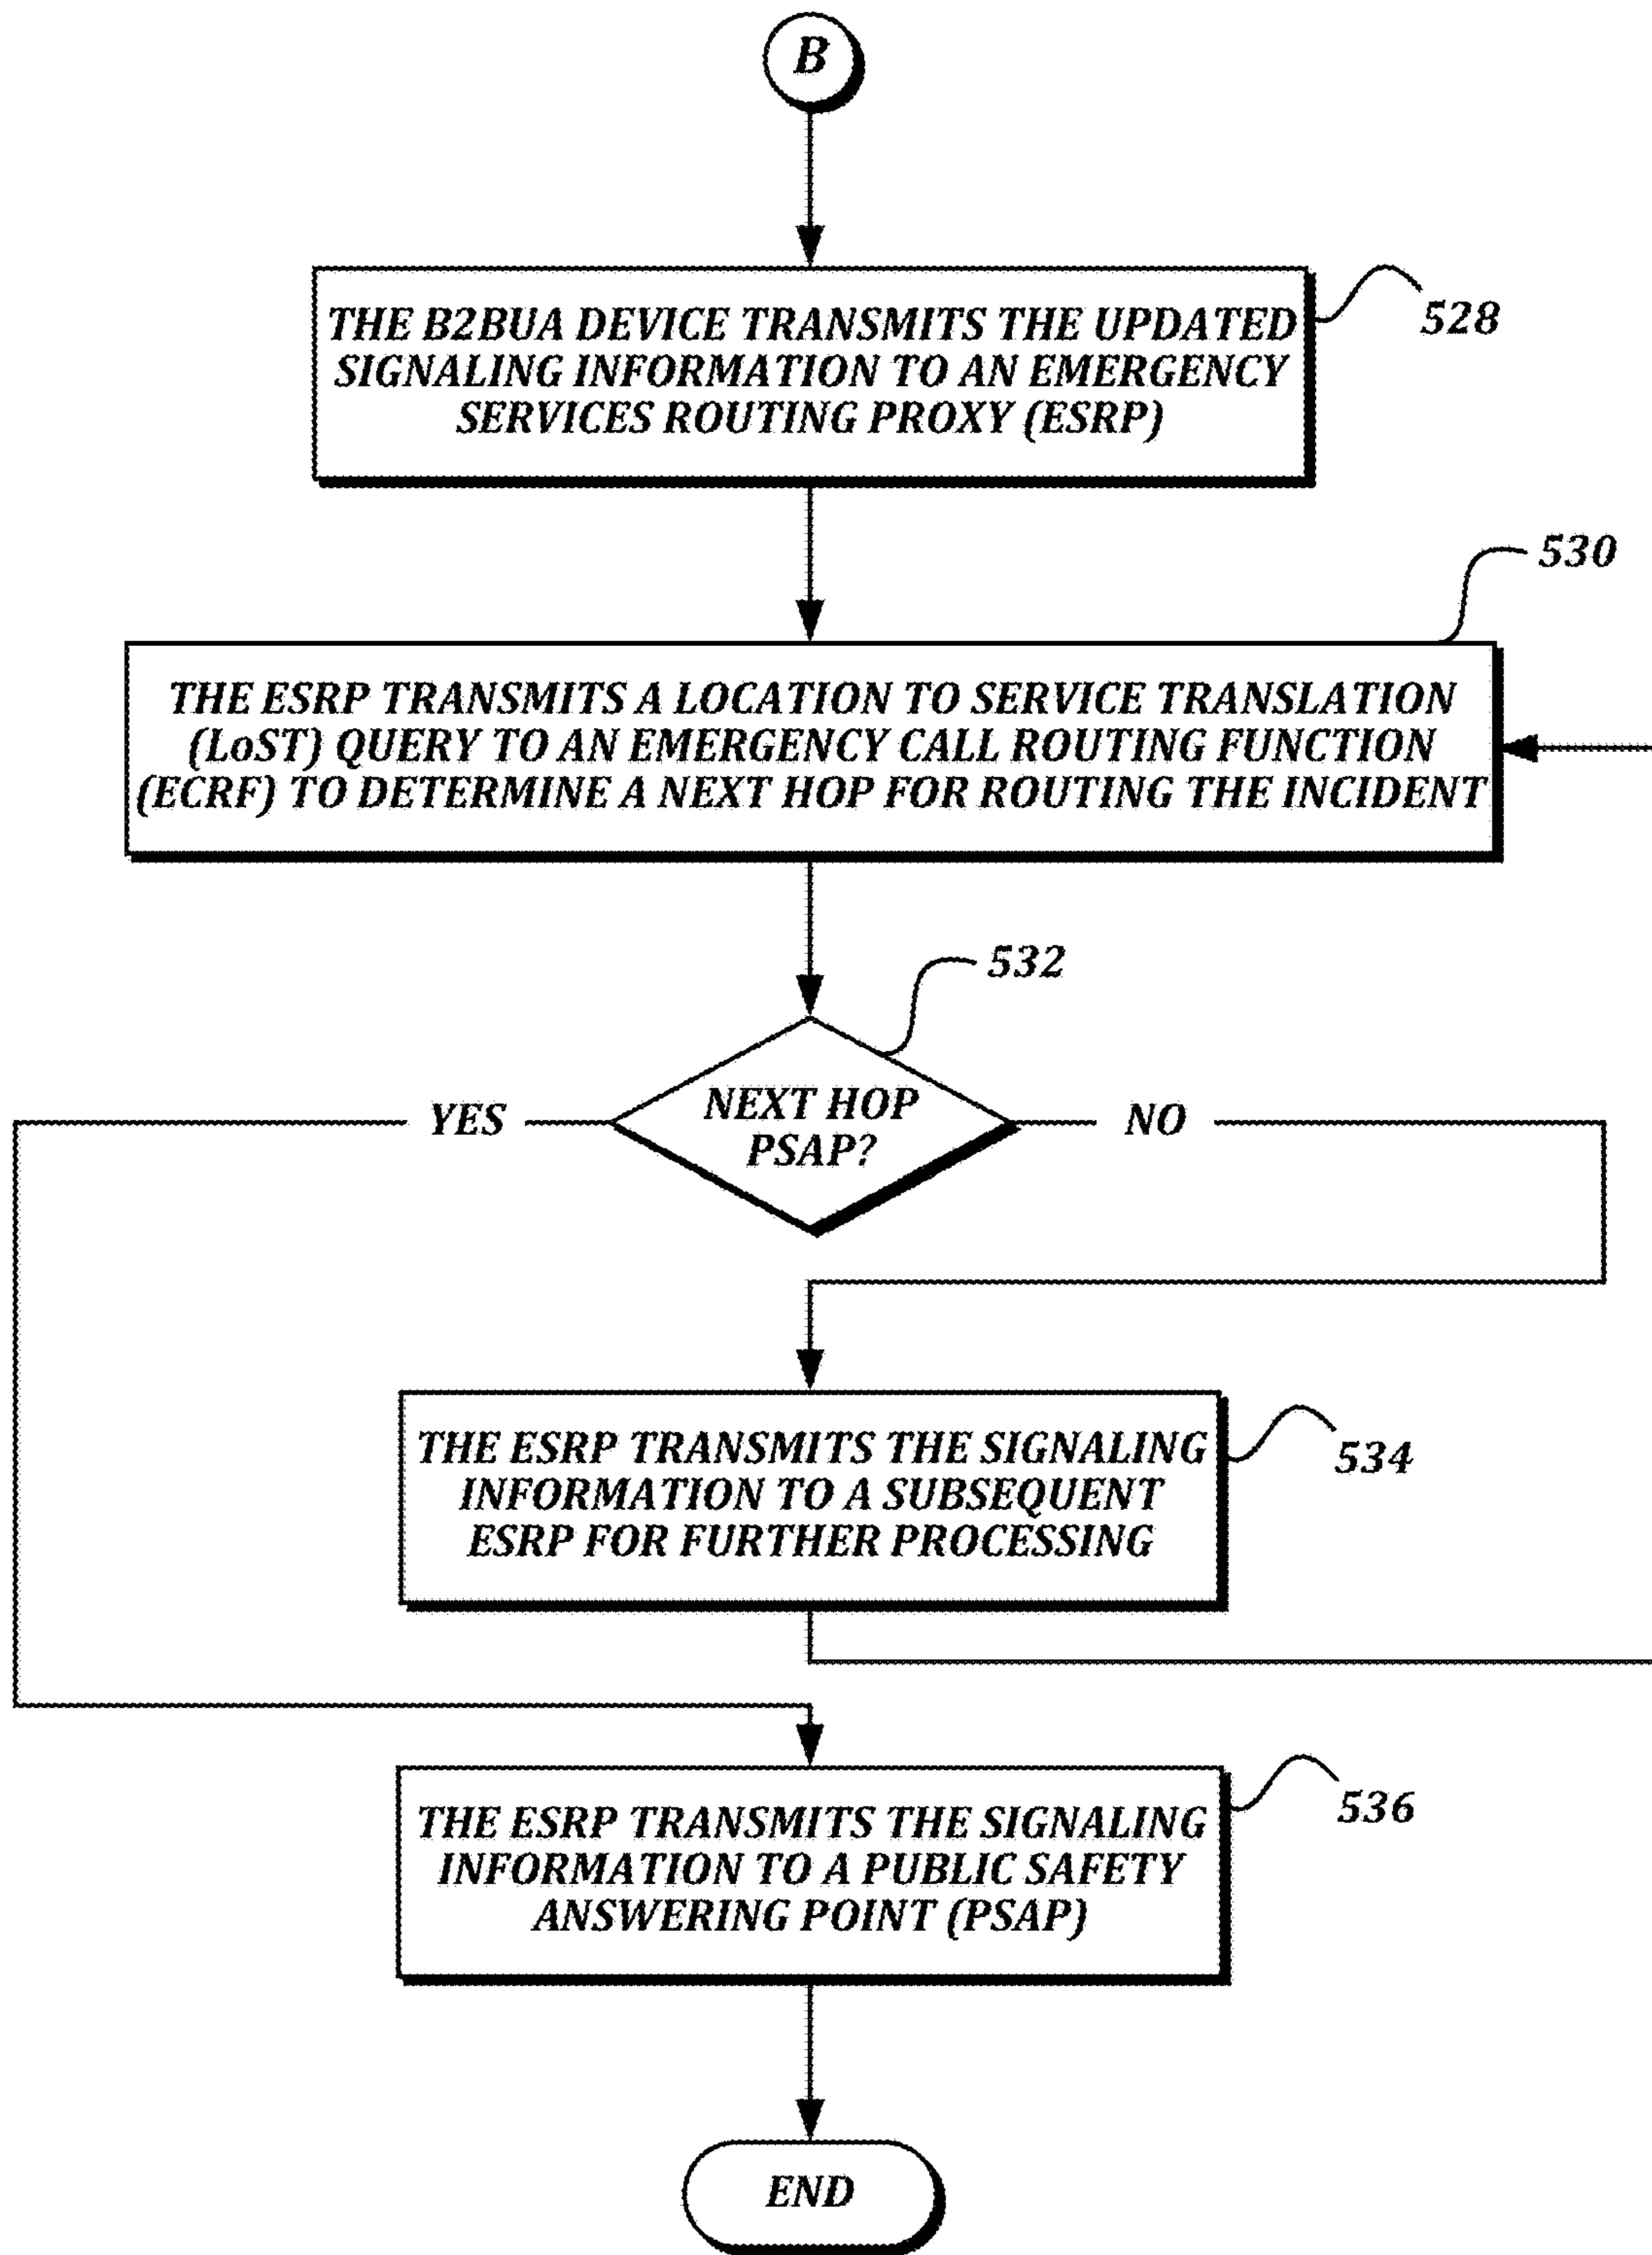 B
THE B2BUA DEVICE TRANSMITS THE UPDATED
SIGNALING INFORMATION TO AN EMERGENCY
SERVICES ROUTING PROXY (ESRP)
528
530
THE ESRP TRANSMITS A LOCATION TO SERVICE TRANSLATION
(LoST) QUERY TO AN EMERGENCY CALL ROUTING FUNCTION
(ECRF) TO DETERMINE A NEXT HOP FOR ROUTING THE INCIDENT
532
NEXT HOP
PSAP?
YES
NO
THE ESRP TRANSMITS THE SIGNALING
INFORMATION TO A SUBSEQUENT
ESRP FOR FURTHER PROCESSING
534
THE ESRP TRANSMITS THE SIGNALING
INFORMATION TO A PUBLIC SAFETY
ANSWERING POINT (PSAP)
536
END